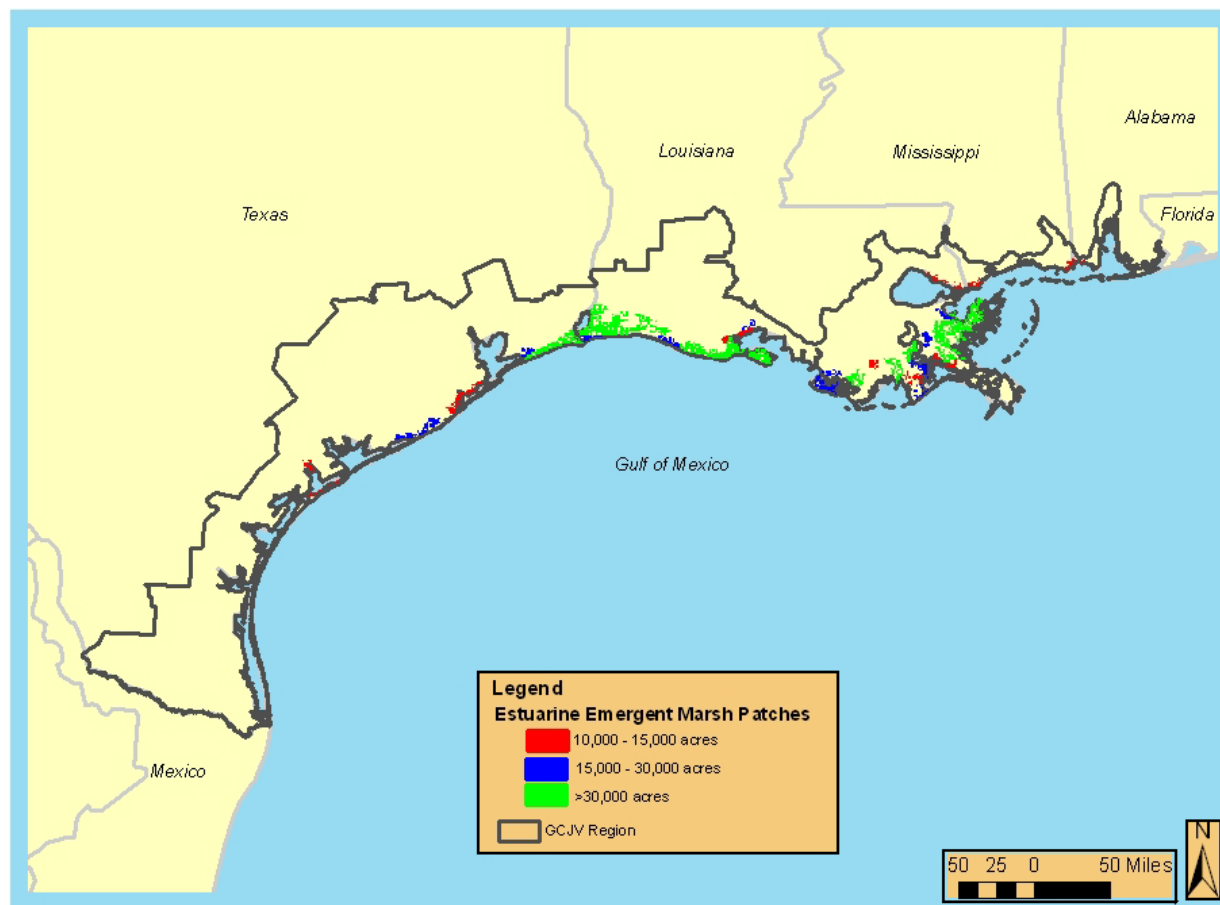 Alabama
Louisiana
Mississippi
Texas
Florida
Gulf of Mexico
Mexico
Legend
Estuarine Emergent Marsh Patches
10,000 - 15,000 acres
15,000 - 30,000 acres
>30,000 acres
GCJV Region
N
50 25 0 50 Miles